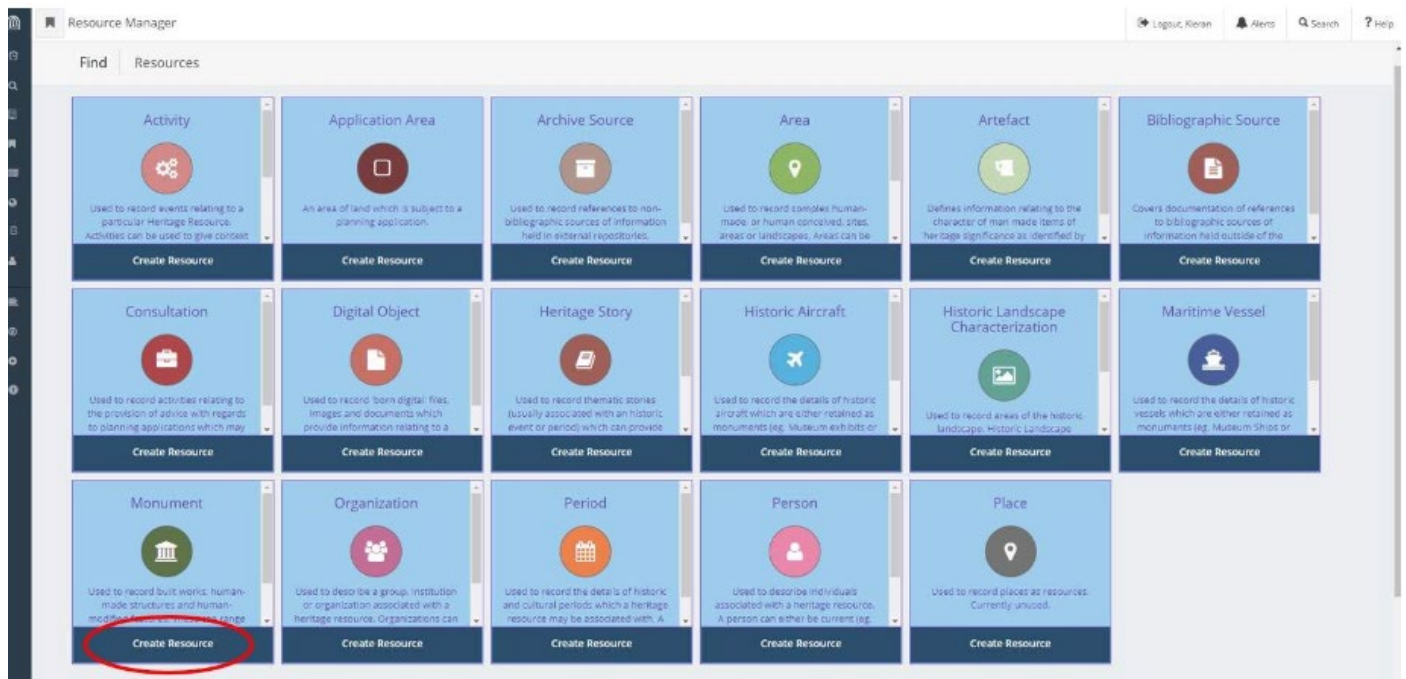 Resource Manager
Logout, Kieran
Alerts
Search
? Help
Find
Resources
Activity
Used to record events relating to a
particular Heritage Resource.
Activities can be used to give context
Create Resource
Application Area
An area of land which is subject to a
planning application.
Create Resource
Archive Source
Used to record references to non-
bibliographic sources of information
held in external repositories.
Create Resource
Area
Used to record complex human-
made, or human conceived, sites,
areas or landscapes. Areas can be
Create Resource
Artefact
Defines information relating to the
character of man made items of
heritage significance as identified by
Create Resource
Bibliographic Source
Covers documentation of references
to bibliographic sources of
information held outside of the
Create Resource
Consultation
Used to record activities relating to
the provision of advice with regards
to planning applications which may
Create Resource
Digital Object
Used to record 'born digital' files,
images and documents which
provide information relating to a
Create Resource
Heritage Story
Used to record thematic stories
(usually associated with an historic
event or period) which can provide
Create Resource
Historic Aircraft
Used to record the details of historic
aircraft which are either retained as
monuments (eg. Museum exhibits or
Create Resource
Historic Landscape
Characterization
Used to record areas of the historic
landscape. Historic Landscape
Create Resource
Maritime Vessel
Used to record the details of historic
vessels which are either retained as
monuments (eg. Museum Ships or
Create Resource
Monument
Used to record built works, human-
made structures and human-
modified features. These can range
Create Resource
Organization
Used to describe a group, institution
or organization associated with a
heritage resource. Organizations can
Create Resource
Period
Used to record the details of historic
and cultural periods which a heritage
resource may be associated with. A
Create Resource
Person
Used to describe individuals
associated with a heritage resource.
A person can either be current (eg.
Create Resource
Place
Used to record places as resources.
Currently unused.
Create Resource